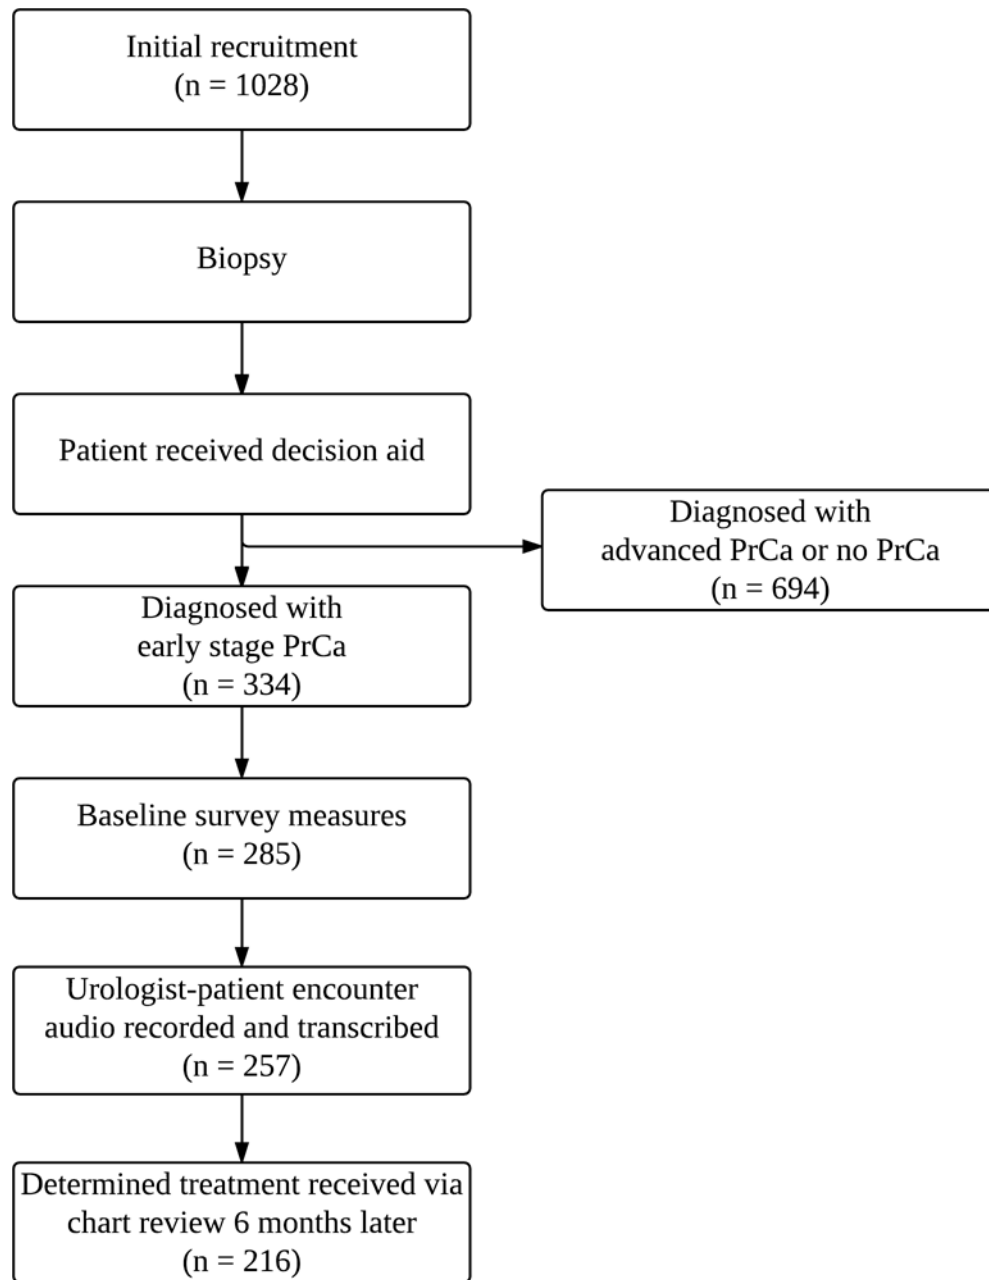 Initial recruitment
(n = 1028)
Biopsy
Patient received decision aid
Diagnosed with
advanced PrCa or no PrCa
(n = 694)
Diagnosed with
early stage PrCa
(n = 334)
Baseline survey measures
(n = 285)
Urologist-patient encounter
audio recorded and transcribed
(n = 257)
Determined treatment received via
chart review 6 months later
(n = 216)